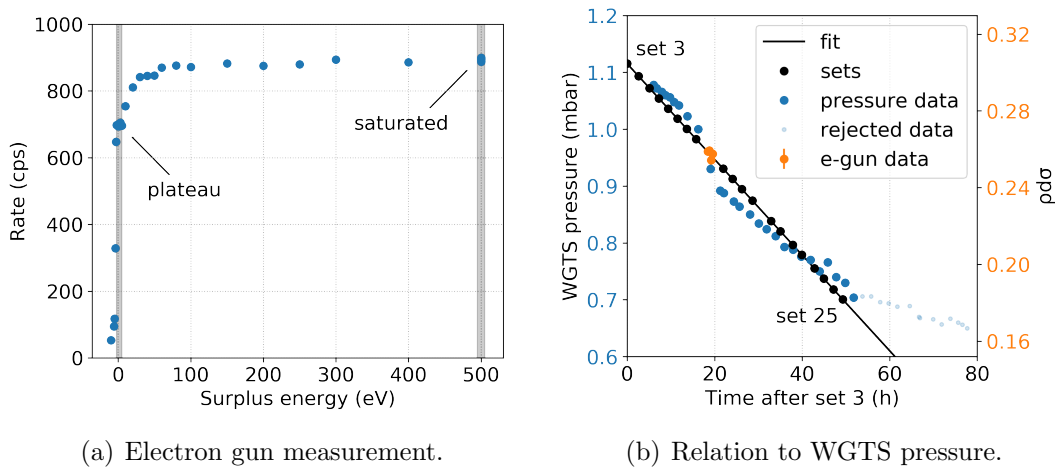 1000
800
600
400
200
0
Rate (cps)
saturated
plateau
0 100 200 300 400 500
Surplus energy (eV)
(a) Electron gun measurement.
1.2
1.1
1.0
0.9
0.8
0.7
0.6
WGTS pressure (mbar)
set 3
fit
sets
pressure data
rejected data
e-gun data
set 25
0.32
0.28
0.24
0.20
0.16
ρdσ
0 20 40 60 80
Time after set 3 (h)
(b) Relation to WGTS pressure.